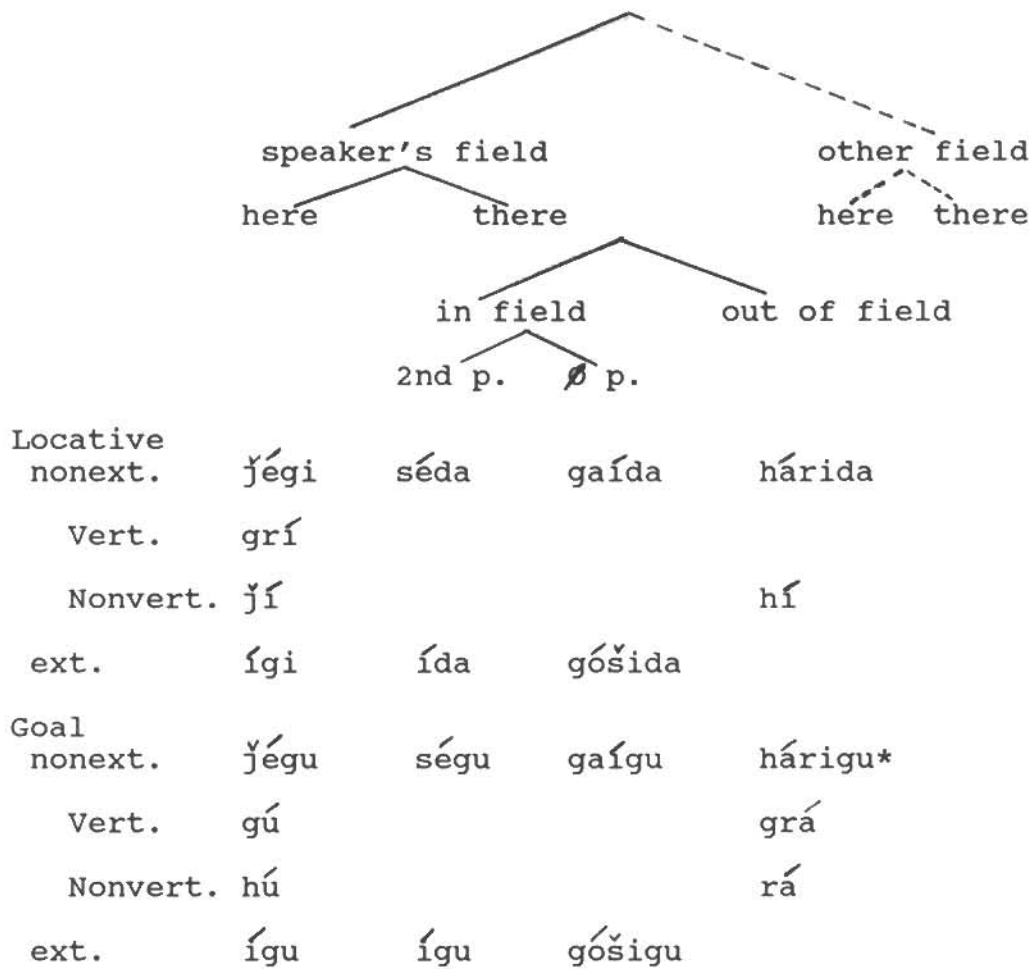 speaker's field other field
here there here there
in field out of field
2nd p. Ø p.
Locative
nonext. ǰégi séda gaída hárida
Vert. grí
Nonvert. ǰí hí
ext. ígi ída góšida
Goal
nonext. ǰégu ségu gaígu hárigu*
Vert. gú grá
Nonvert. hú rá
ext. ígu ígu góšigu